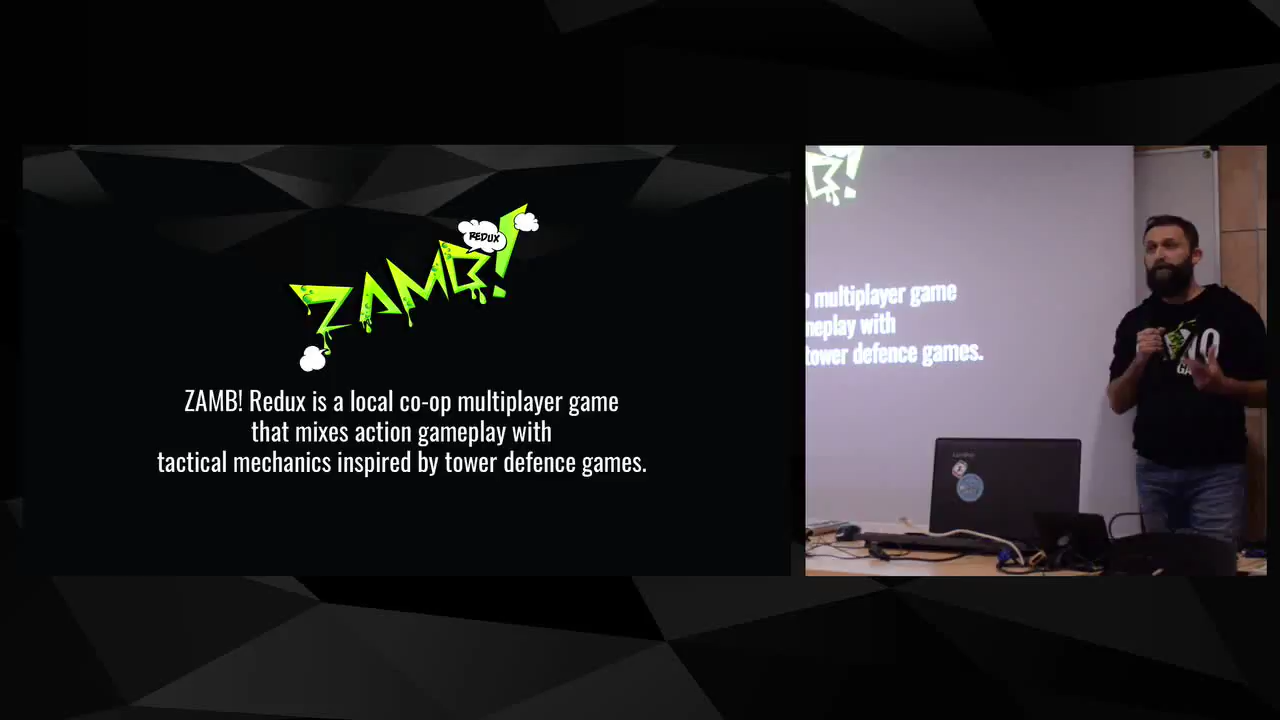 REDUX
ZAMB!
ZAMB! Redux is a local co-op multiplayer game
that mixes action gameplay with
tactical mechanics inspired by tower defence games.
B!
multiplayer game
neplay with
tower defence games.